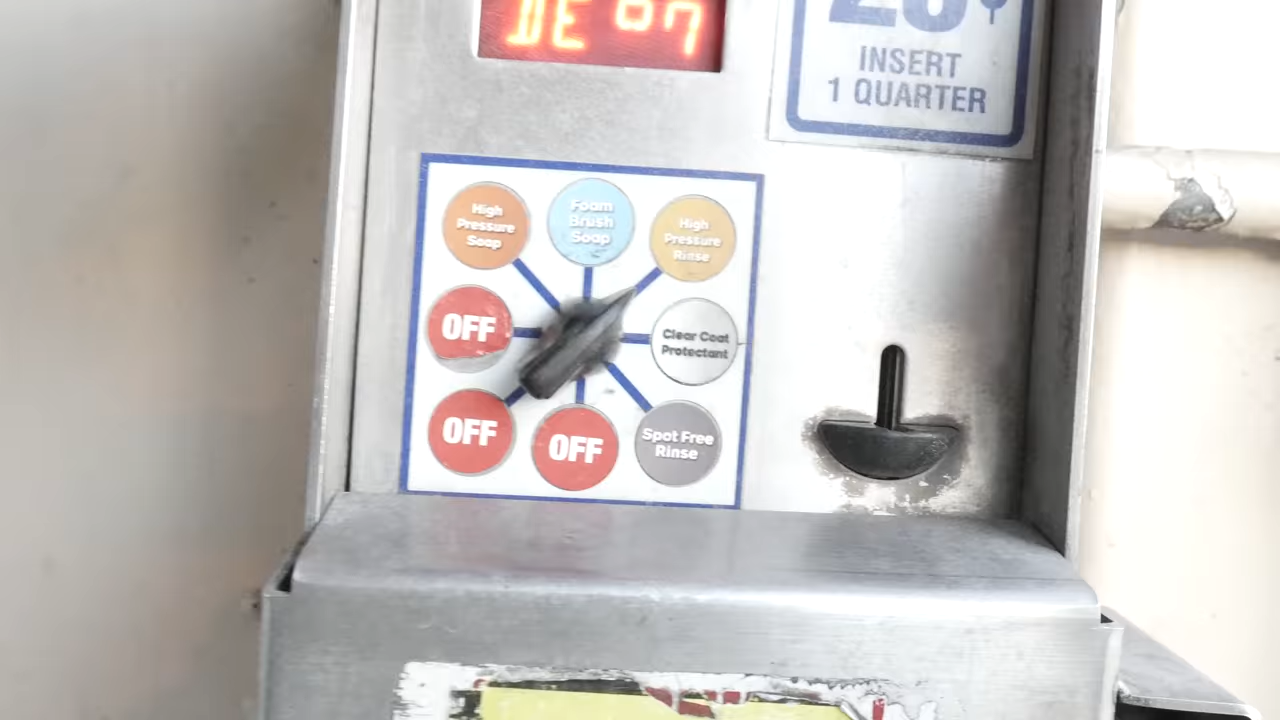 INSERT
1 QUARTER
High
Pressure
Soap
Foam
Brush
Soap
High
Pressure
Rinse
OFF
Clear Coat
Protectant
OFF
OFF
Spot Free
Rinse